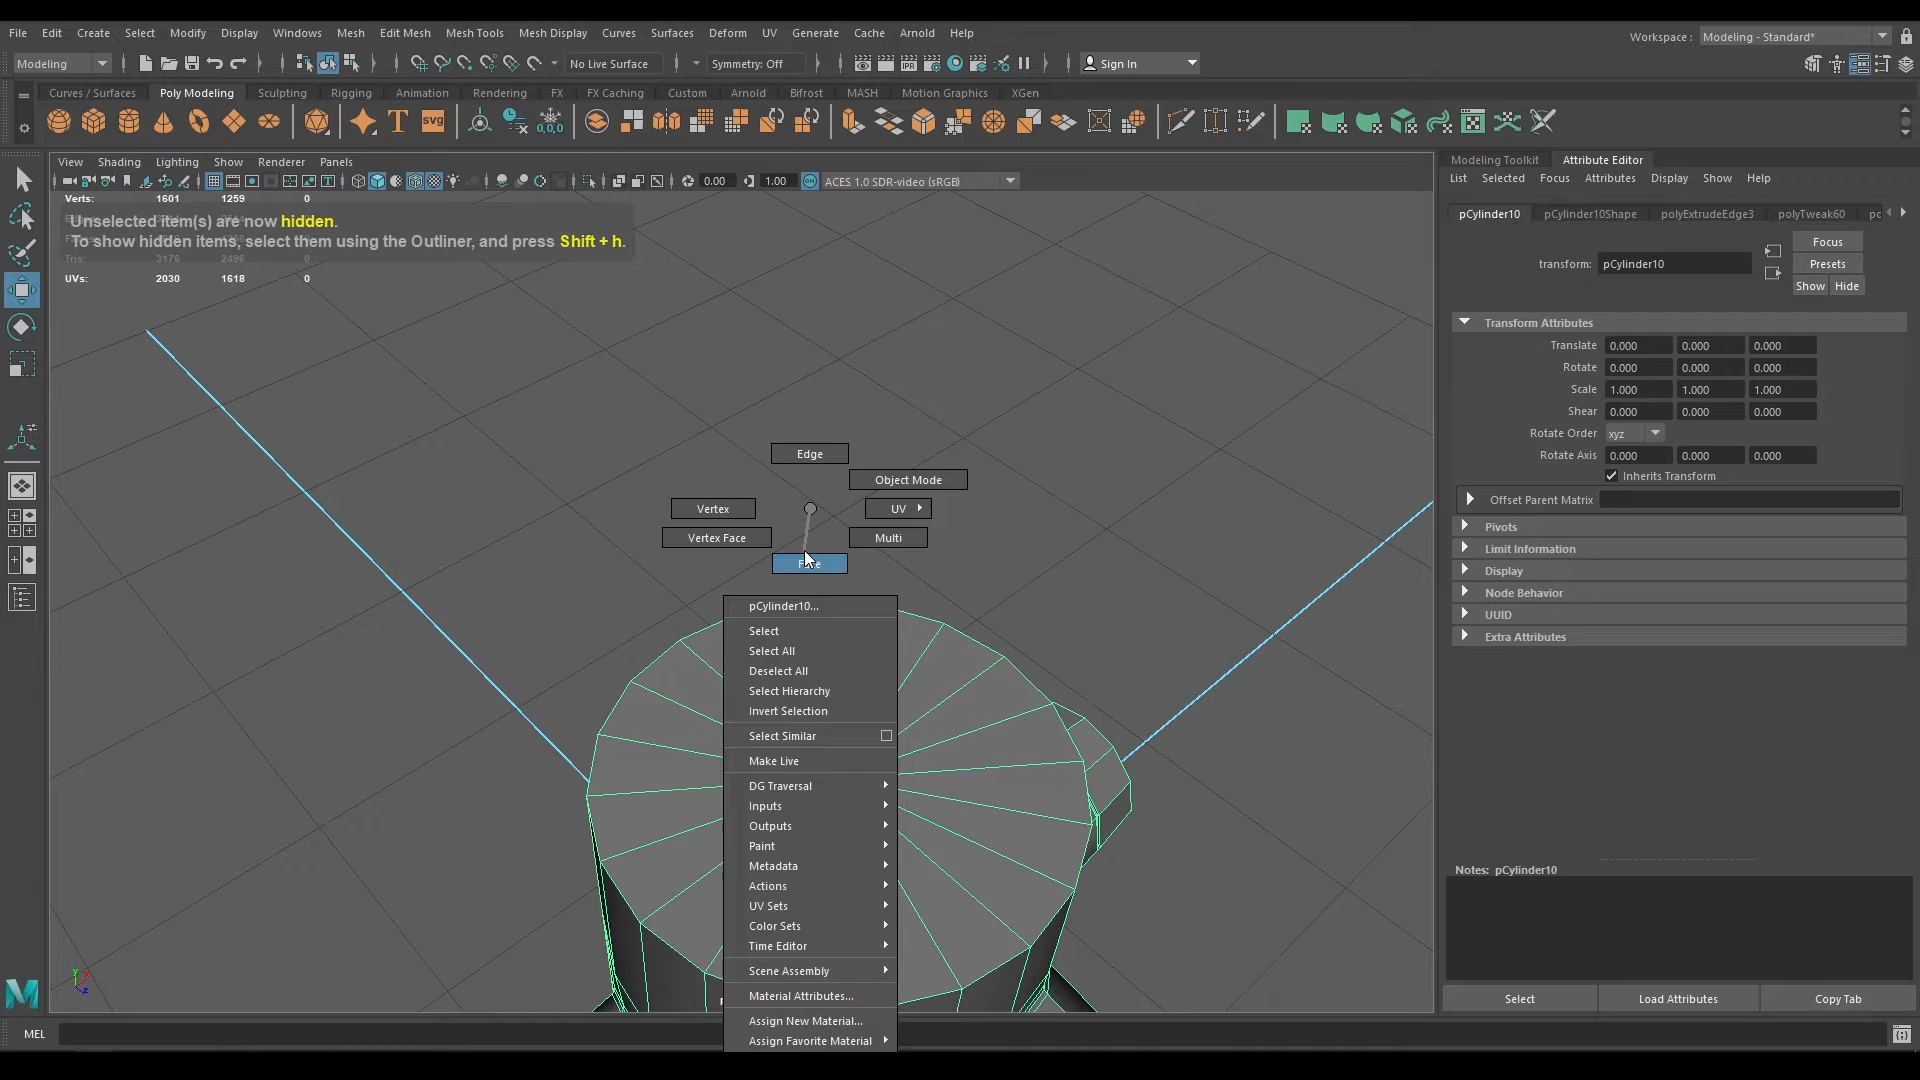 File Edit Create Select Modify Display Windows Mesh Edit Mesh Mesh Tools Mesh Display Curves Surfaces Deform UV Generate Cache Arnold Help
Workspace : Modeling - Standard*
Modeling No Live Surface Symmetry: Off IPR Sign In
Curves / Surfaces Poly Modeling Sculpting Rigging Animation Rendering FX FX Caching Custom Arnold Bifrost MASH Motion Graphics XGen
T SVG 0,0,0
View Shading Lighting Show Renderer Panels
0.00 1.00 ON ACES 1.0 SDR-video (sRGB)
Verts: 1601 1259 0
Unselected item(s) are now hidden.
To show hidden items, select them using the Outliner, and press Shift + h.
Tris: 3176 2496 0
UVs: 2030 1618 0
Edge
Object Mode
Vertex
UV
Vertex Face
Multi
pCylinder10...
Select
Select All
Deselect All
Select Hierarchy
Invert Selection
Select Similar
Make Live
DG Traversal
Inputs
Outputs
Paint
Metadata
Actions
UV Sets
Color Sets
Time Editor
Scene Assembly
Material Attributes...
Assign New Material...
Assign Favorite Material
Modeling Toolkit Attribute Editor
List Selected Focus Attributes Display Show Help
pCylinder10 pCylinder10Shape polyExtrudeEdge3 polyTweak60
Focus
transform: pCylinder10
Presets
Show Hide
Transform Attributes
Translate 0.000 0.000 0.000
Rotate 0.000 0.000 0.000
Scale 1.000 1.000 1.000
Shear 0.000 0.000 0.000
Rotate Order xyz
Rotate Axis 0.000 0.000 0.000
Inherits Transform
Offset Parent Matrix
Pivots
Limit Information
Display
Node Behavior
UUID
Extra Attributes
Notes: pCylinder10
Select Load Attributes Copy Tab
y x z
M
MEL